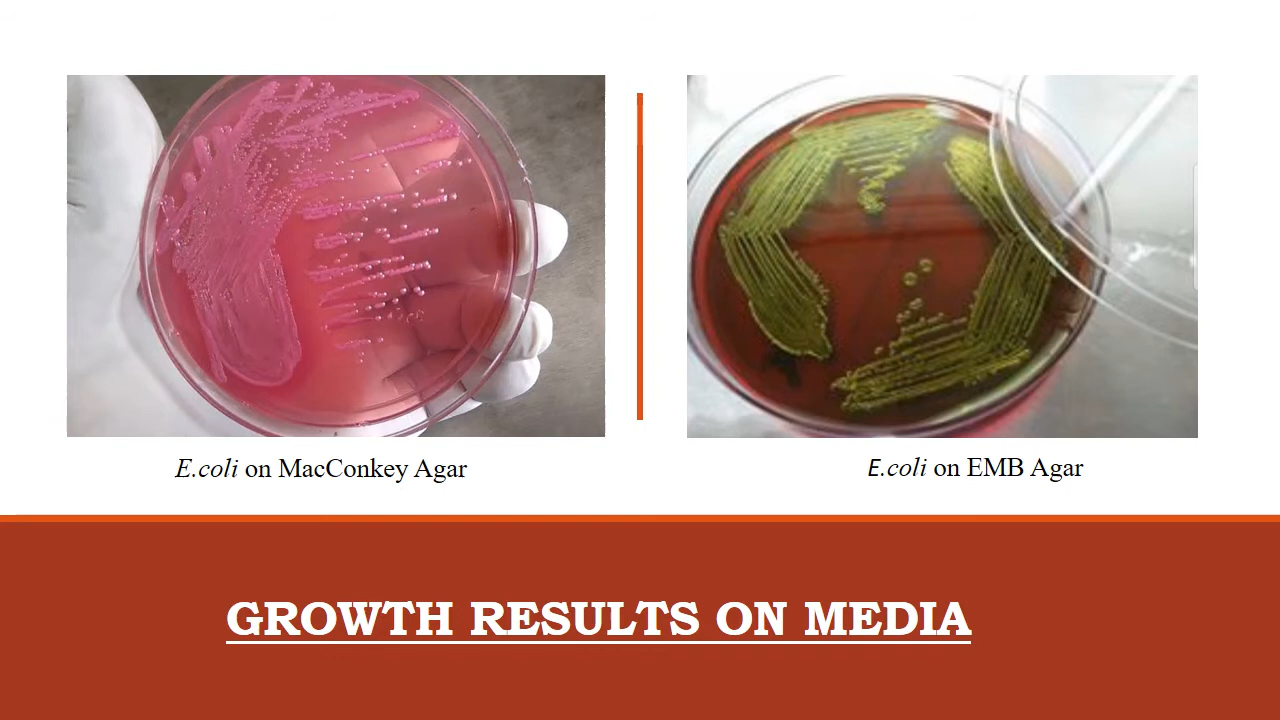 E.coli on MacConkey Agar
E.coli on EMB Agar
GROWTH RESULTS ON MEDIA